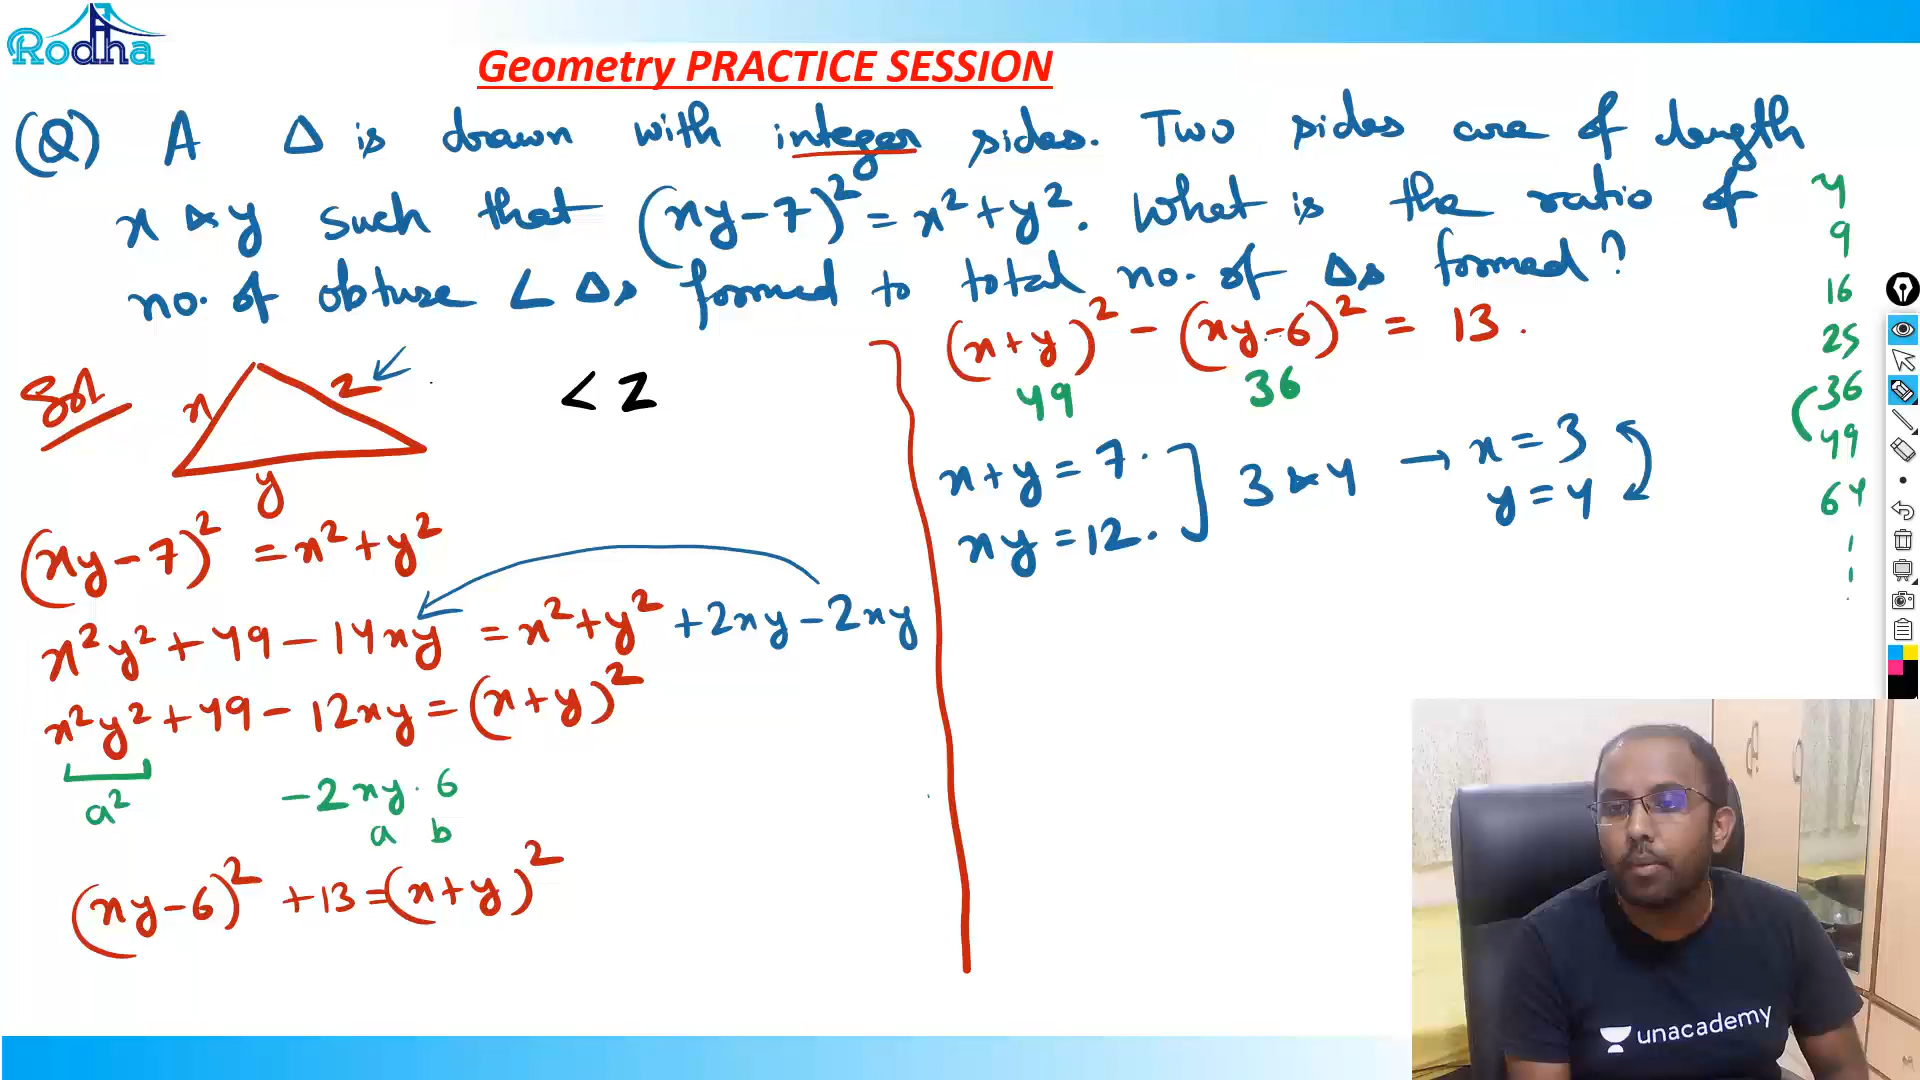 Rodha
Geometry PRACTICE SESSION
(Q) A Δ is drawn with integer sides. Two sides are of length
x & y such that (xy-7)² = x²+y². What is the ratio of
no. of obtuse ∠ Δs formed to total no. of Δs formed?
Sol
x
z
y
< z
(xy-7)² = x²+y²
x²y² + 49 - 14xy = x²+y² +2xy-2xy
x²y² + 49 - 12xy = (x+y)²
a²
-2xy.6
a b
(xy-6)² +13=(x+y)²
(x+y)² - (xy-6)² = 13.
49 36
x+y = 7.
xy = 12.
3 & 4 → x = 3
y = 4
4
9
16
25
36
49
64
unacademy